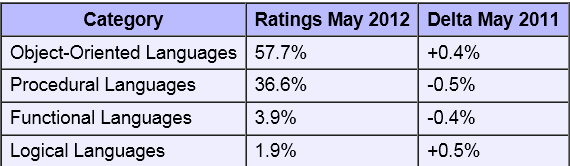 Category Ratings May 2012 Delta May 2011
Object-Oriented Languages 57.7% +0.4%
Procedural Languages 36.6% -0.5%
Functional Languages 3.9% -0.4%
Logical Languages 1.9% +0.5%